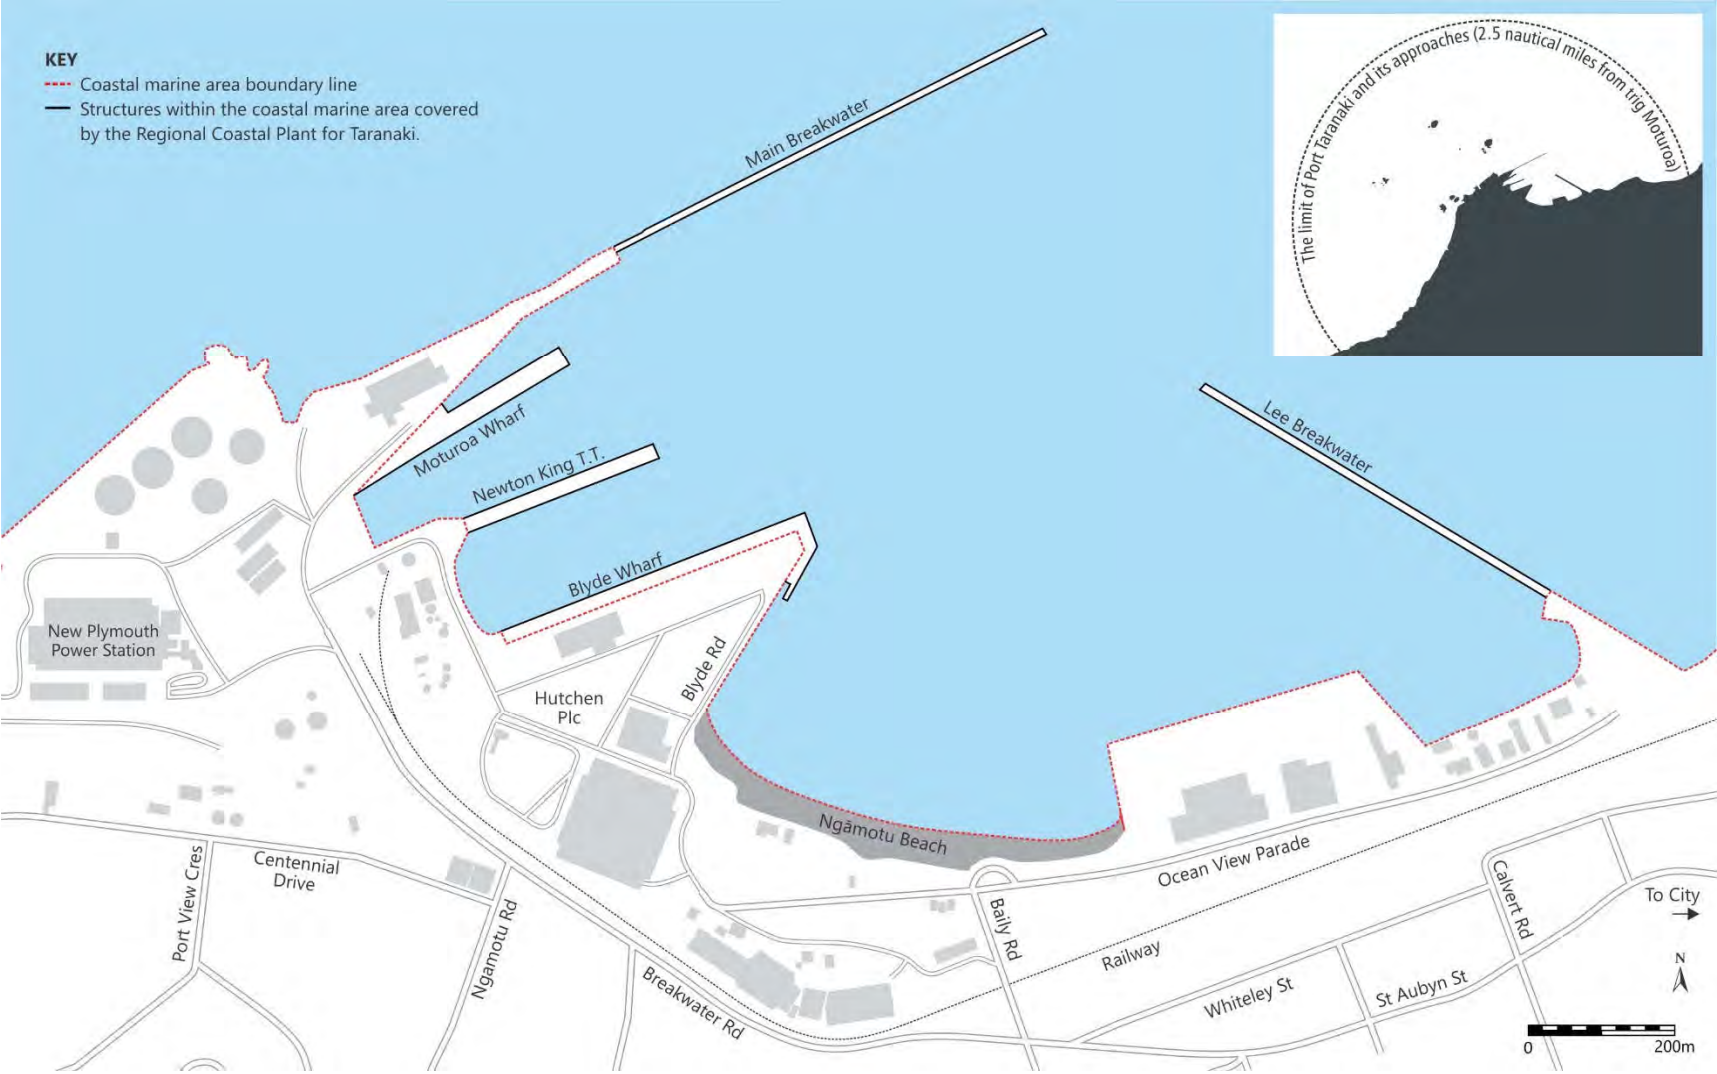 KEY
Coastal marine area boundary line
Structures within the coastal marine area covered
by the Regional Coastal Plant for Taranaki.
The limit of Port Taranaki and its approaches (2.5 nautical miles from trig Moturoa)
Main Breakwater
Lee Breakwater
Moturoa Wharf
Newton King T.T.
Blyde Wharf
New Plymouth
Power Station
Hutchen
Plc
Blyde Rd
Ngāmotu Beach
Ocean View Parade
Centennial
Drive
Port View Cres
Ngamotu Rd
Breakwater Rd
Baily Rd
Railway
Calvert Rd
Whiteley St
St Aubyn St
To City
N
0
200m